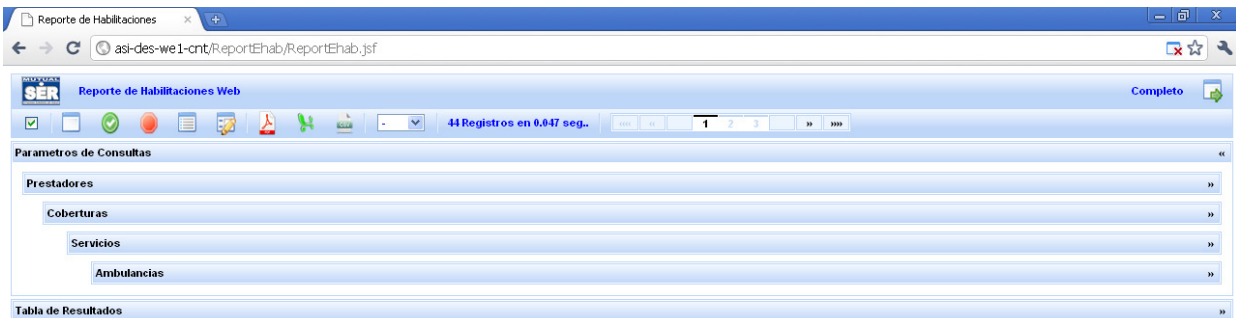 Reporte de Habilitaciones
asi-des-we1-cnt/ReportEhab/ReportEhab.jsf
MUTUAL SER Reporte de Habilitaciones Web Completo
- 44 Registros en 0.047 seg.. «« « 1 2 3 » »»
Parametros de Consultas «
Prestadores »
Coberturas »
Servicios »
Ambulancias »
Tabla de Resultados »